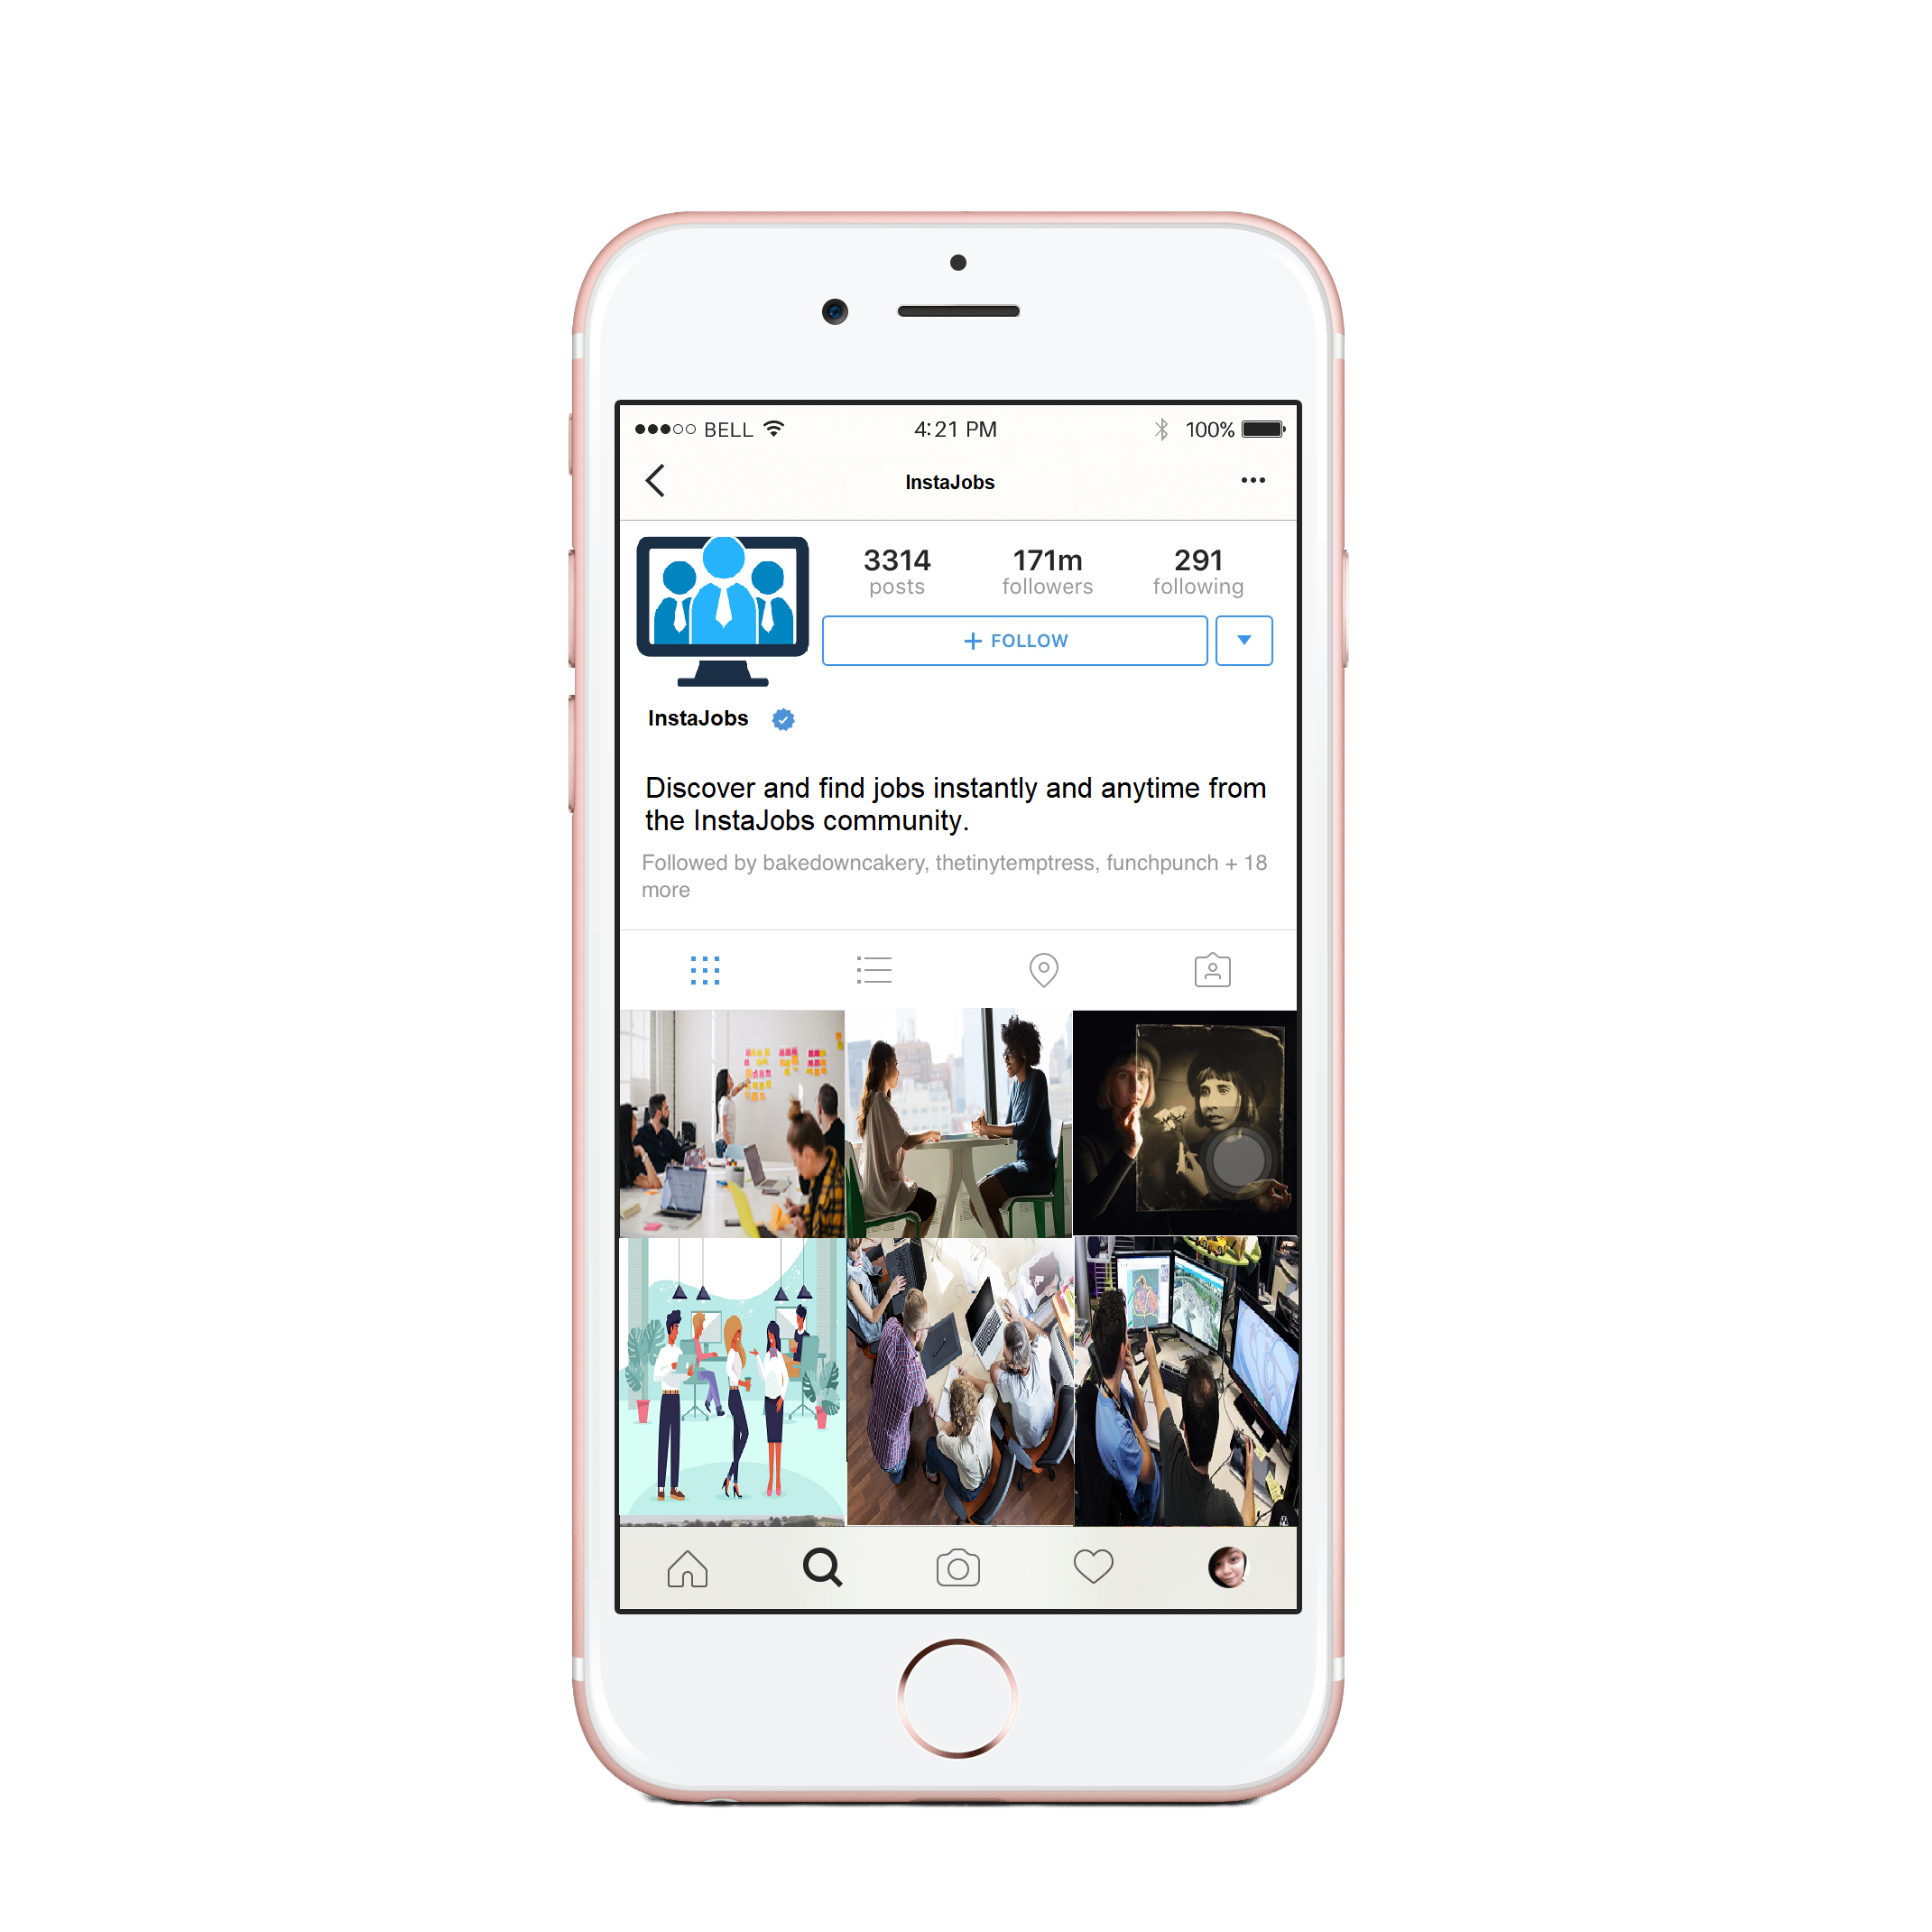 BELL 4:21 PM 100%
InstaJobs
3314 171m 291
posts followers following
+ FOLLOW
InstaJobs
Discover and find jobs instantly and anytime from
the InstaJobs community.
Followed by bakedowncakery, thetinytemptress, funchpunch + 18
more